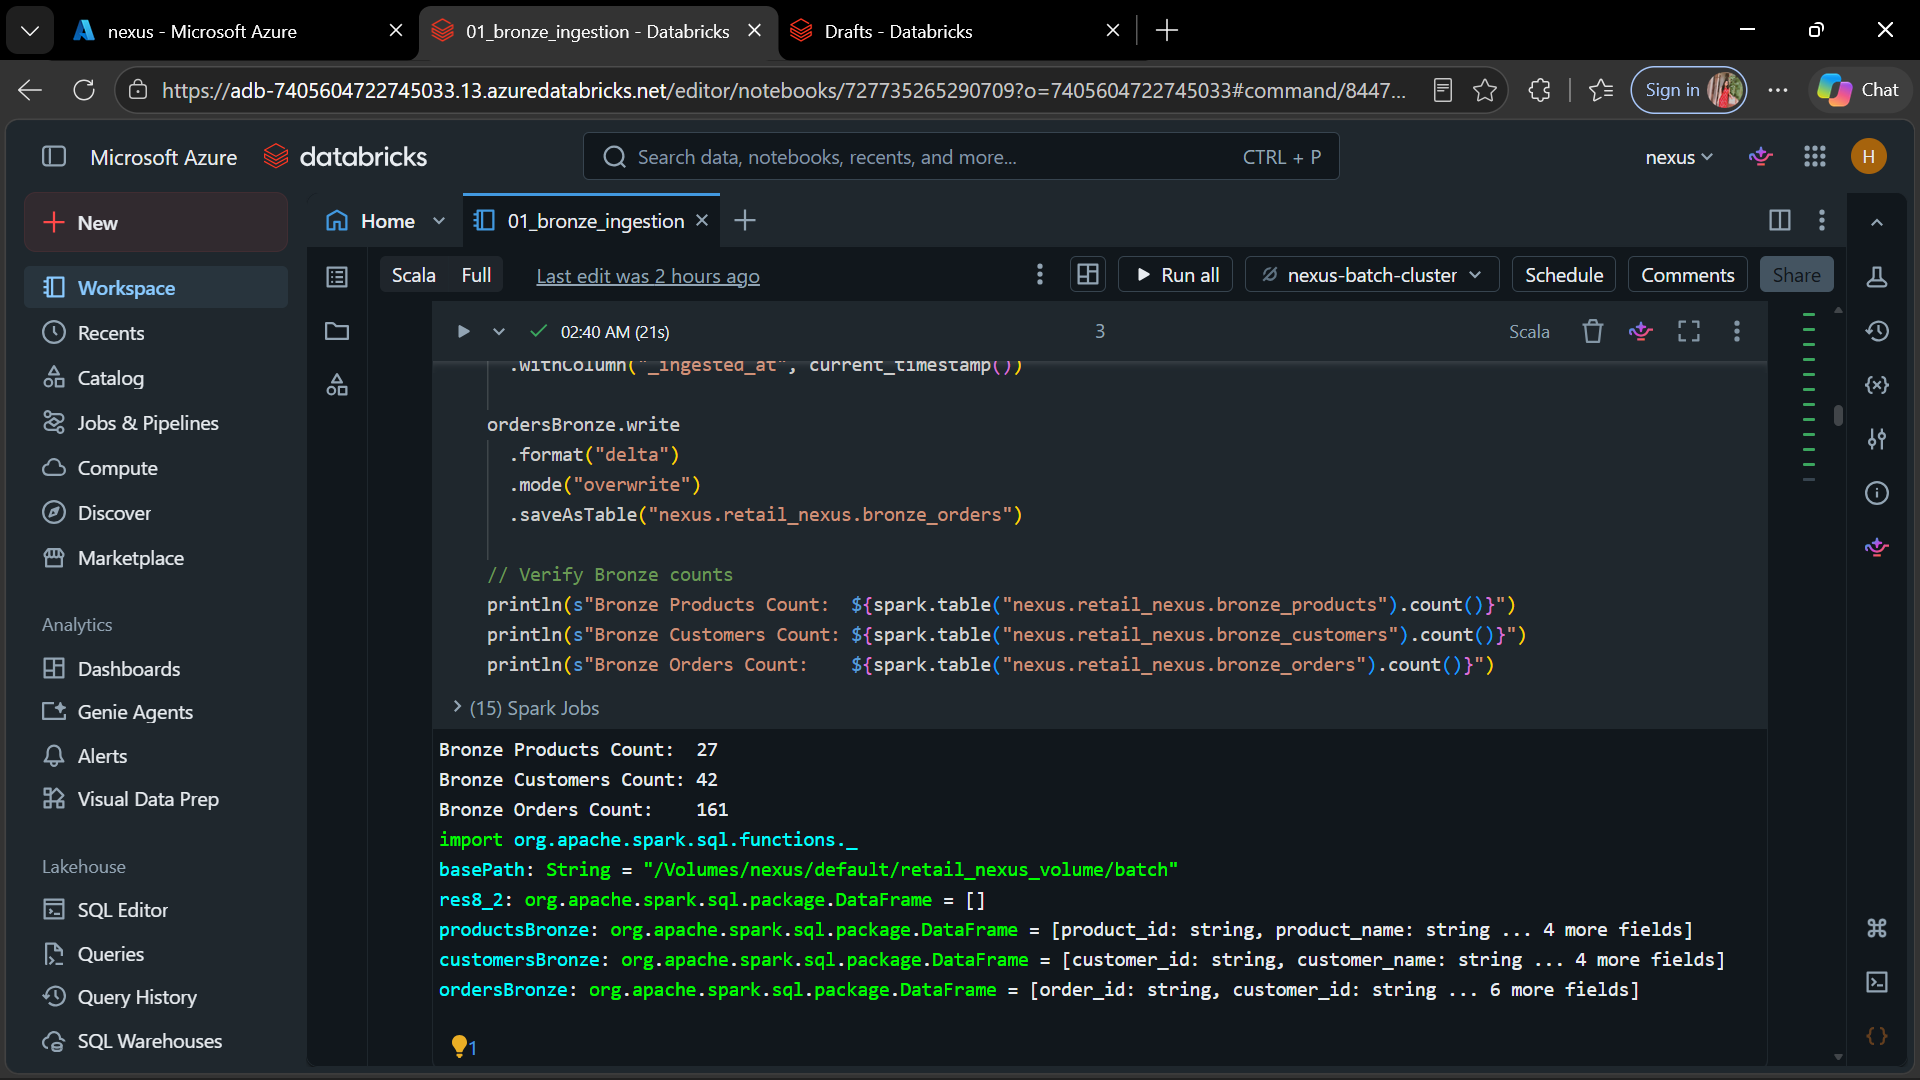 nexus - Microsoft Azure
01_bronze_ingestion - Databricks
Drafts - Databricks
https://adb-7405604722745033.13.azuredatabricks.net/editor/notebooks/727735265290709?o=7405604722745033#command/8447...
Sign in
Chat
Microsoft Azure
databricks
Search data, notebooks, recents, and more...
CTRL + P
nexus
H
New
Workspace
Recents
Catalog
Jobs & Pipelines
Compute
Discover
Marketplace
Analytics
Dashboards
Genie Agents
Alerts
Visual Data Prep
Lakehouse
SQL Editor
Queries
Query History
SQL Warehouses
Home
01_bronze_ingestion
Scala
Full
Last edit was 2 hours ago
Run all
nexus-batch-cluster
Schedule
Comments
Share
02:40 AM (21s)
3
Scala
.withColumn("_ingested_at", current_timestamp())
ordersBronze.write
.format("delta")
.mode("overwrite")
.saveAsTable("nexus.retail_nexus.bronze_orders")
// Verify Bronze counts
println(s"Bronze Products Count:  ${spark.table("nexus.retail_nexus.bronze_products").count()}")
println(s"Bronze Customers Count: ${spark.table("nexus.retail_nexus.bronze_customers").count()}")
println(s"Bronze Orders Count:    ${spark.table("nexus.retail_nexus.bronze_orders").count()}")
(15) Spark Jobs
Bronze Products Count:  27
Bronze Customers Count: 42
Bronze Orders Count:    161
import org.apache.spark.sql.functions._
basePath: String = "/Volumes/nexus/default/retail_nexus_volume/batch"
res8_2: org.apache.spark.sql.package.DataFrame = []
productsBronze: org.apache.spark.sql.package.DataFrame = [product_id: string, product_name: string ... 4 more fields]
customersBronze: org.apache.spark.sql.package.DataFrame = [customer_id: string, customer_name: string ... 4 more fields]
ordersBronze: org.apache.spark.sql.package.DataFrame = [order_id: string, customer_id: string ... 6 more fields]
1